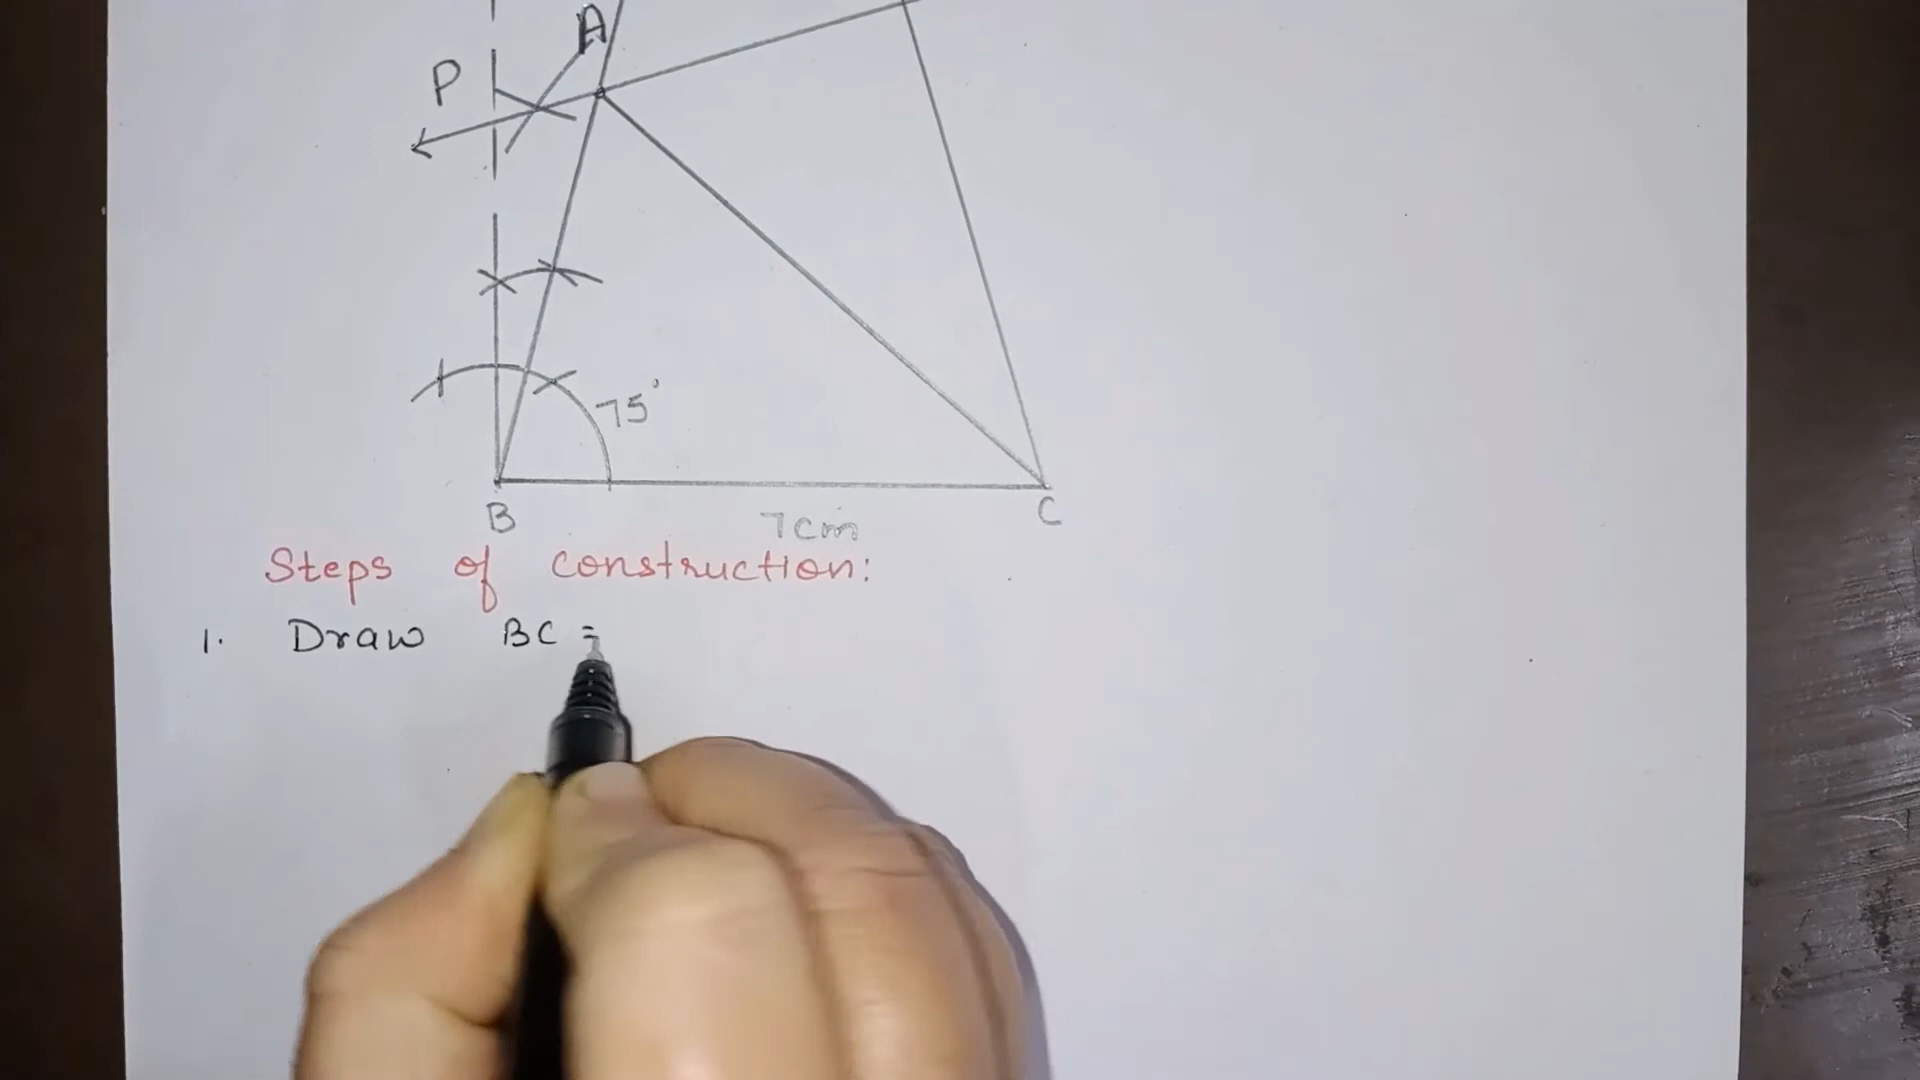 A
P
75°
B
C
7cm
Steps of construction:
1. Draw BC =